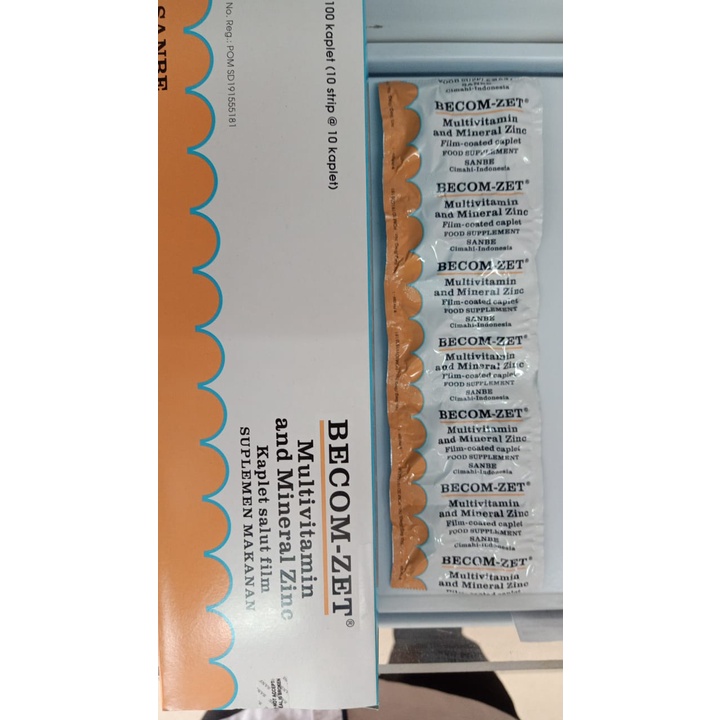 SANBE
No. Reg.: POM SD191555181
100 kaplet (10 strip @ 10 kaplet)
BECOM-ZET®
Multivitamin
and Mineral Zinc
Kaplet salut film
SUPLEMEN MAKANAN
FOOD SUPPLEMENT
SANBE
Cimahi-Indonesia
BECOM-ZET®
Multivitamin
and Mineral Zinc
Film-coated caplet
FOOD SUPPLEMENT
SANBE
Cimahi-Indonesia
BECOM-ZET®
Multivitamin
and Mineral Zinc
Film-coated caplet
FOOD SUPPLEMENT
SANBE
Cimahi-Indonesia
BECOM-ZET®
Multivitamin
and Mineral Zinc
Film-coated caplet
FOOD SUPPLEMENT
SANBE
Cimahi-Indonesia
BECOM-ZET®
Multivitamin
and Mineral Zinc
Film-coated caplet
FOOD SUPPLEMENT
SANBE
Cimahi-Indonesia
BECOM-ZET®
Multivitamin
and Mineral Zinc
Film-coated caplet
FOOD SUPPLEMENT
SANBE
Cimahi-Indonesia
BECOM-ZET®
Multivitamin
and Mineral Zinc
Film-coated caplet
FOOD SUPPLEMENT
SANBE
Cimahi-Indonesia
BECOM-ZET®
Multivitamin
and Mineral Zinc